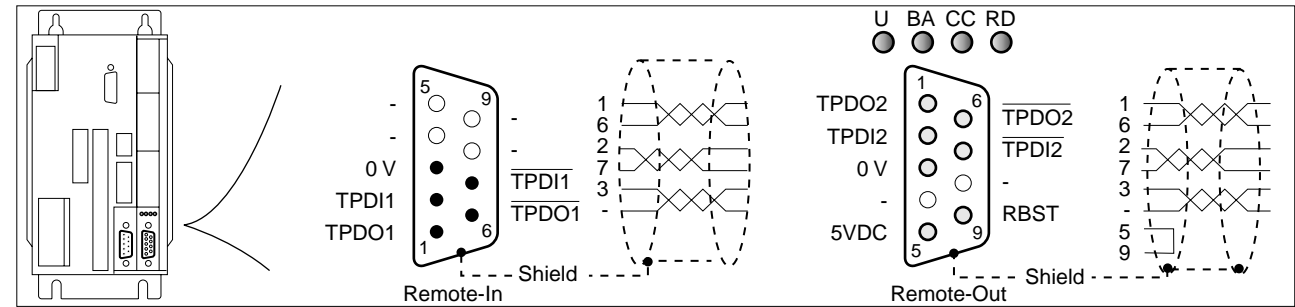 U BA CC RD
5
9
-
-
-
-
0 V
TPDI1
TPDI1
TPDO1
TPDO1
1
6
Shield
Remote-In
1
6
2
7
3
-
1
6
TPDO2
TPDO2
TPDI2
TPDI2
0 V
-
-
RBST
5VDC
5
9
Shield
Remote-Out
1
6
2
7
3
-
5
9